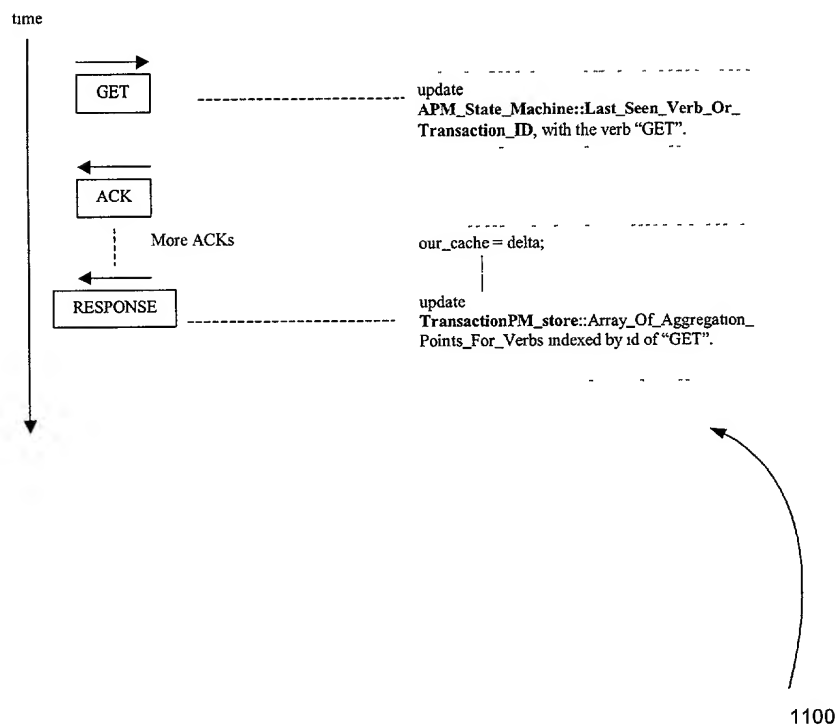 time
GET
update
APM_State_Machine::Last_Seen_Verb_Or_
Transaction_ID, with the verb “GET”.
ACK
More ACKs
our_cache = delta;
RESPONSE
update
TransactionPM_store::Array_Of_Aggregation_
Points_For_Verbs indexed by id of “GET”.
1100